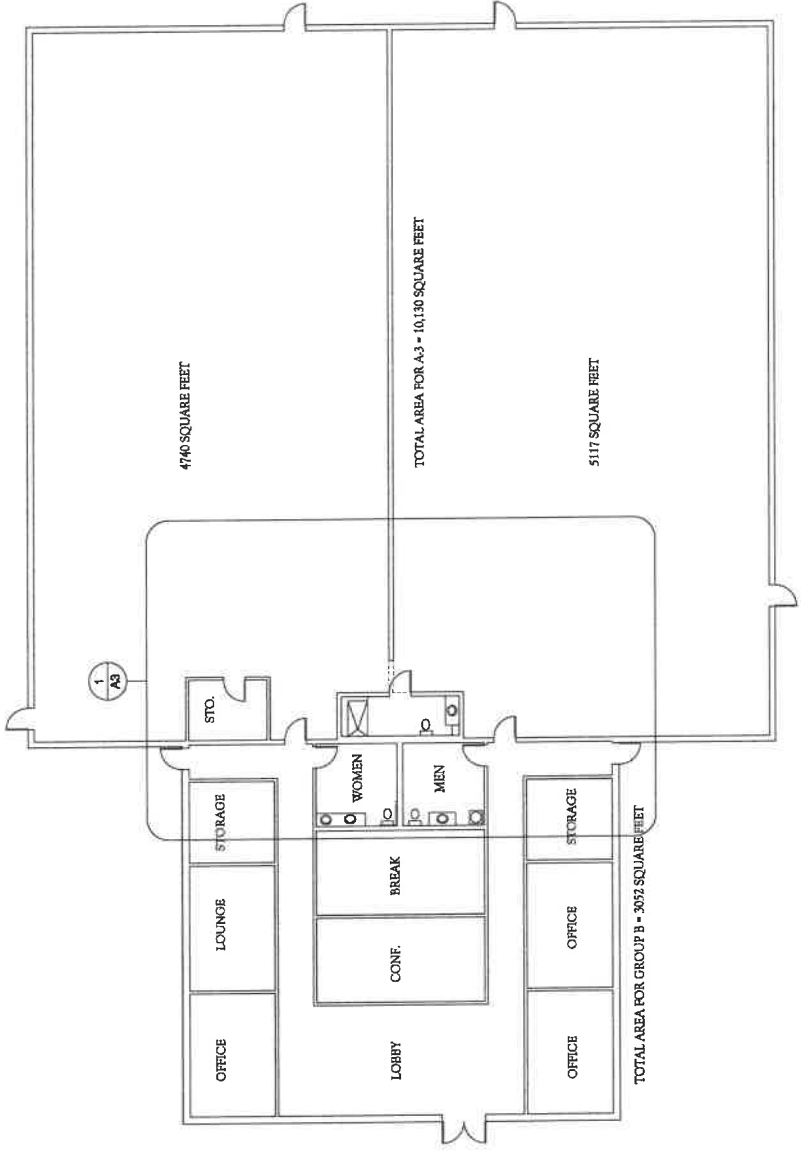 4740 SQUARE FEET
TOTAL AREA FOR A-3 = 10,130 SQUARE FEET
5117 SQUARE FEET
1
A3
STO.
WOMEN
MEN
STORAGE
LOUNGE
OFFICE
BREAK
CONF.
LOBBY
STORAGE
OFFICE
OFFICE
TOTAL AREA FOR GROUP B = 3052 SQUARE FEET